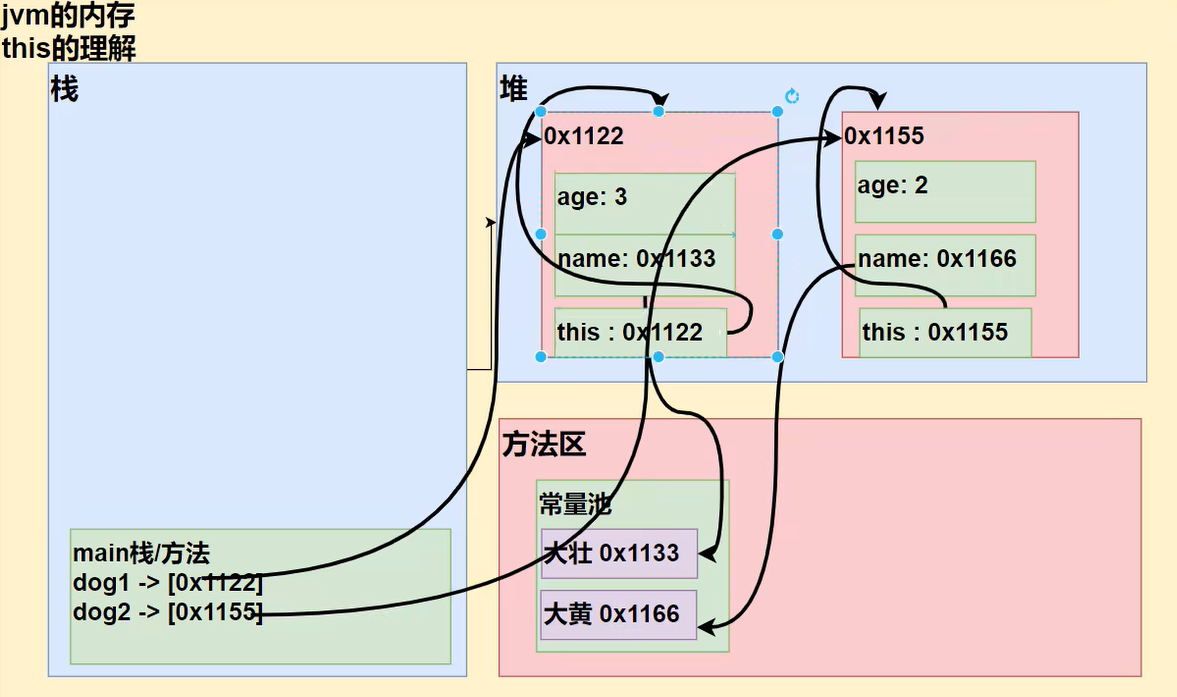 jvm的内存
this的理解
栈
main栈/方法
dog1 -> [0x1122]
dog2 -> [0x1155]
堆
0x1122
age: 3
name: 0x1133
this : 0x1122
0x1155
age: 2
name: 0x1166
this : 0x1155
方法区
常量池
大壮 0x1133
大黄 0x1166